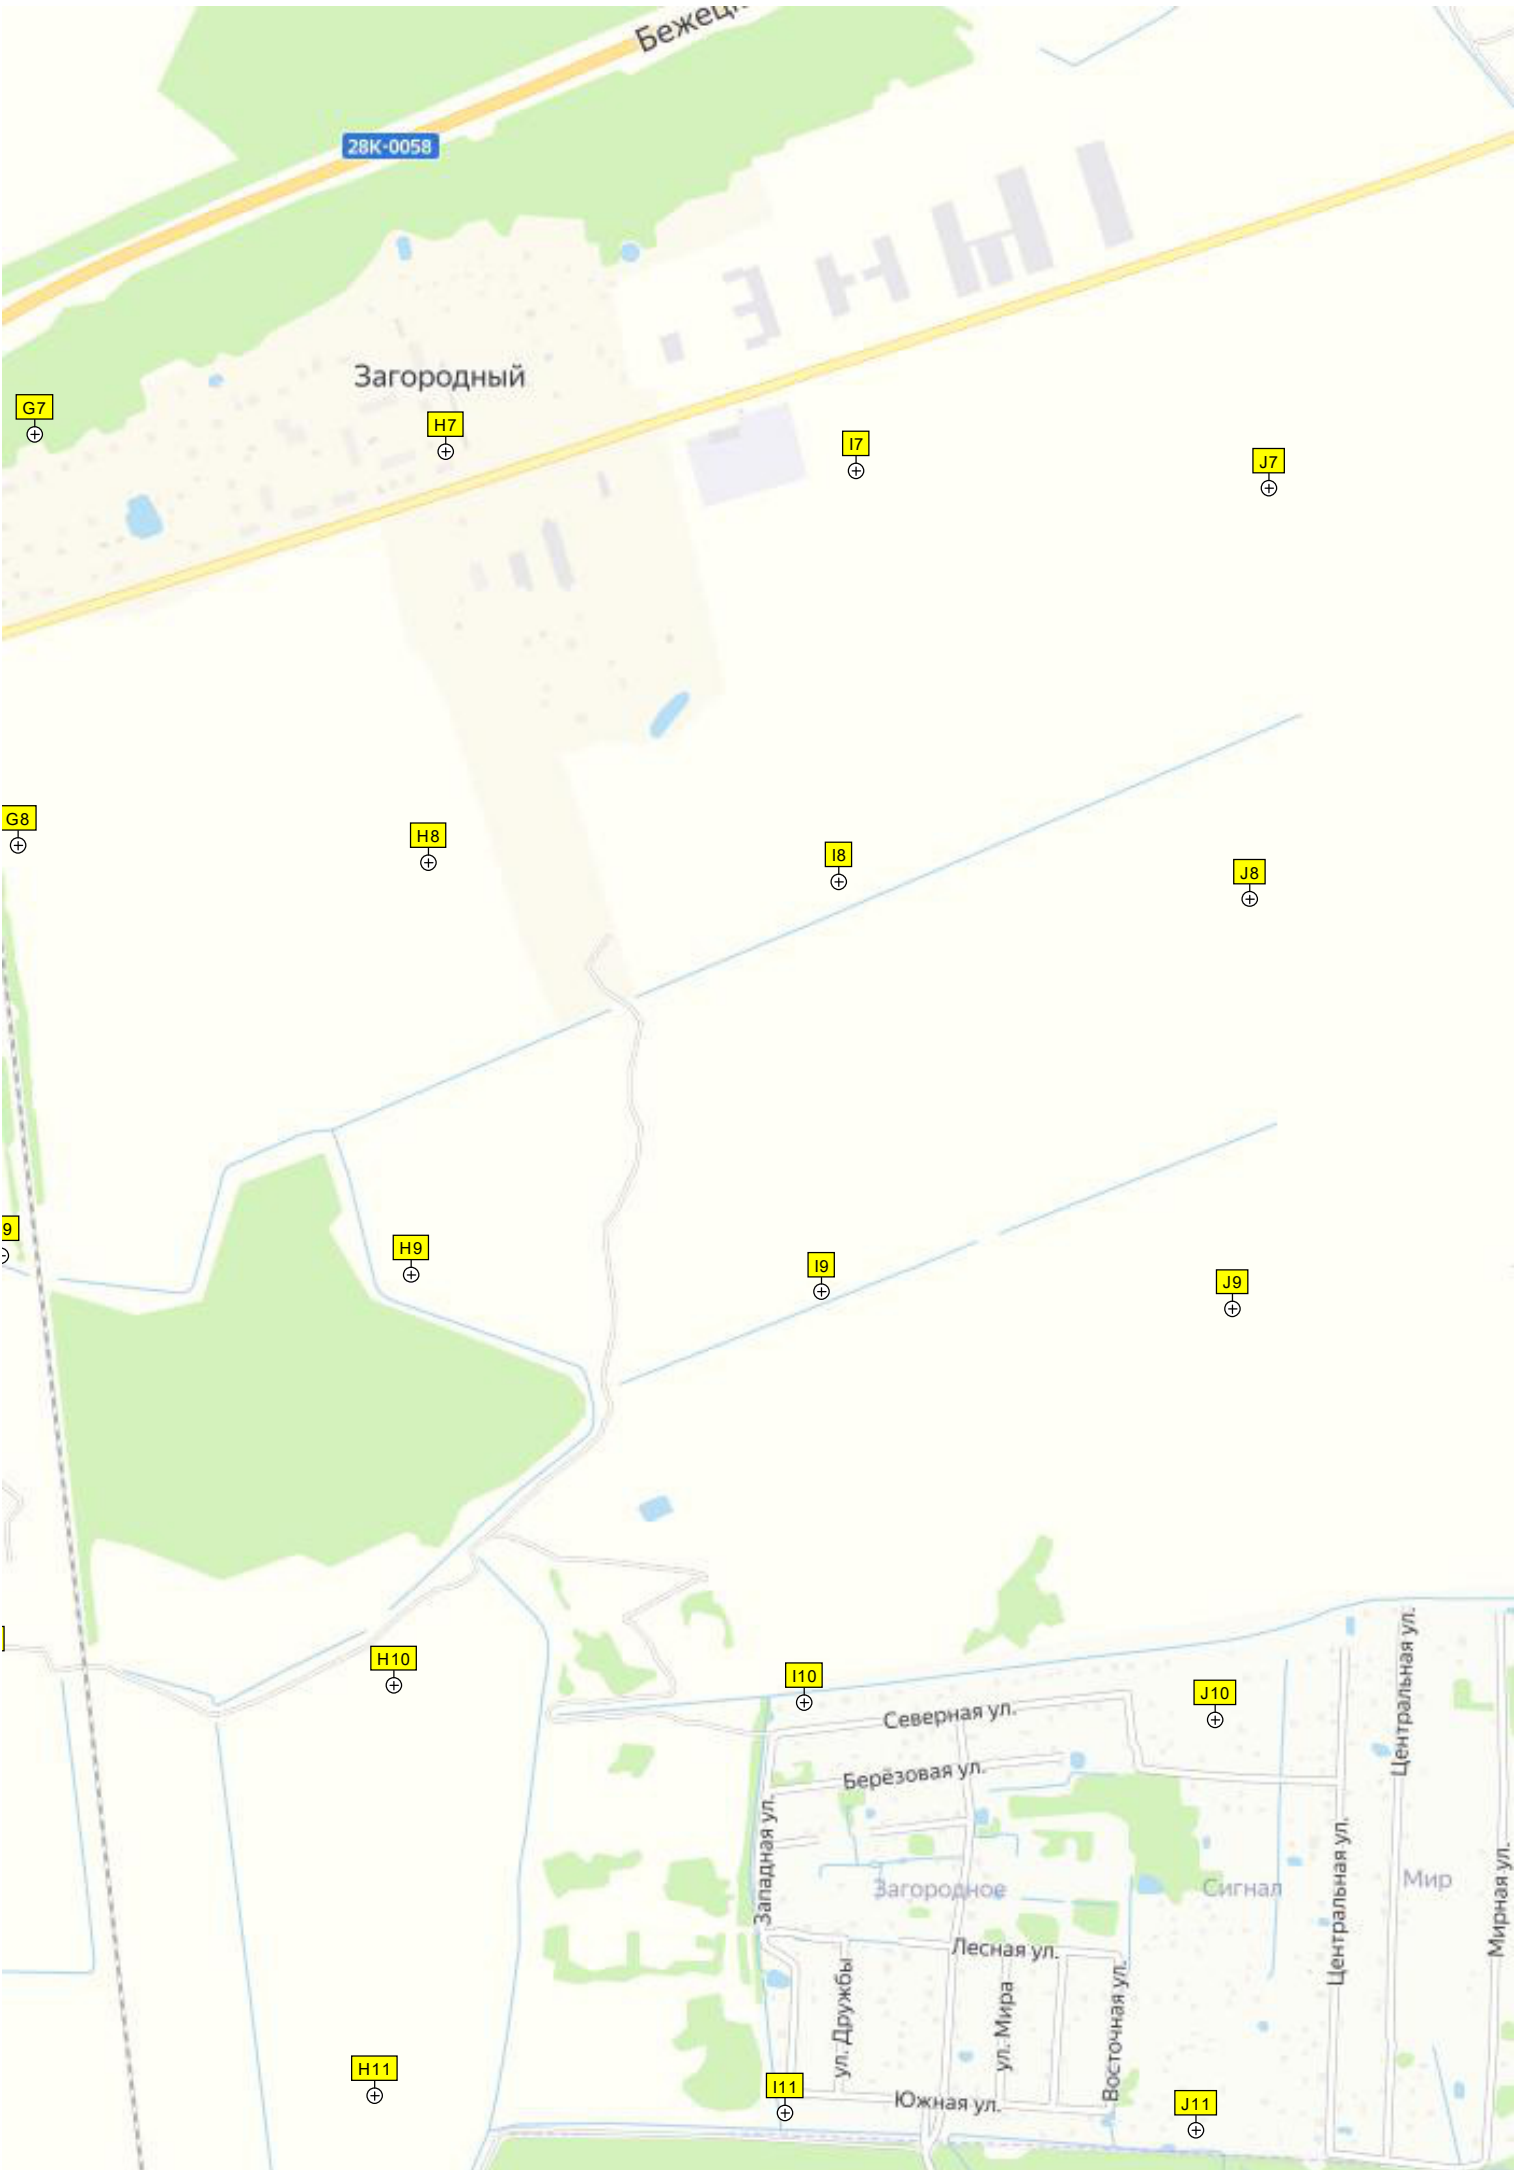 28K-0058
Загородный
G7
H7
I7
J7
G8
H8
I8
J8
9
H9
I9
J9
H10
I10
J10
Северная ул.
Центральная ул.
Берёзовая ул.
Западная ул.
Загородное
Сигнал
Мир
Центральная ул.
Мирная ул.
Лесная ул.
ул. Дружбы
ул. Мира
Восточная ул.
H11
I11
J11
Южная ул.